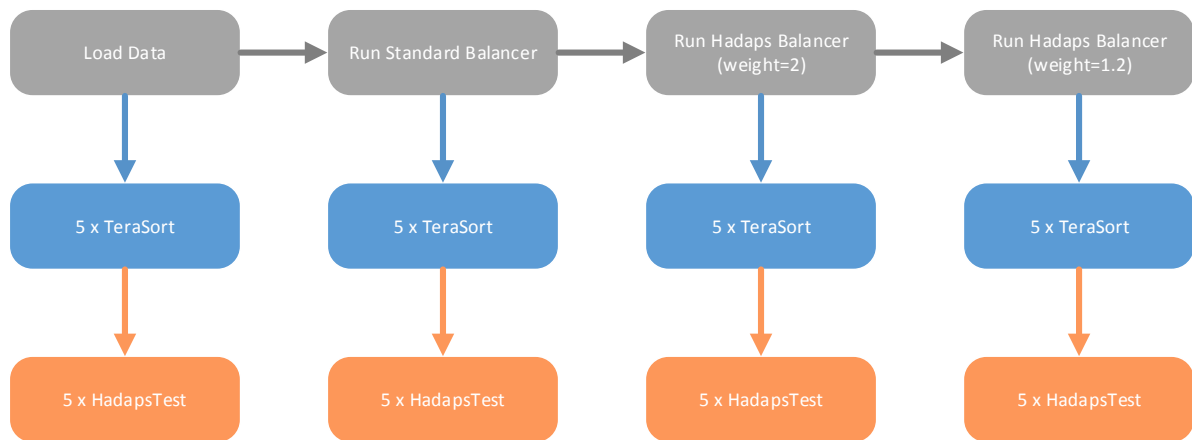 Load Data
Run Standard Balancer
Run Hadaps Balancer
(weight=2)
Run Hadaps Balancer
(weight=1.2)
5 x TeraSort
5 x TeraSort
5 x TeraSort
5 x TeraSort
5 x HadapsTest
5 x HadapsTest
5 x HadapsTest
5 x HadapsTest